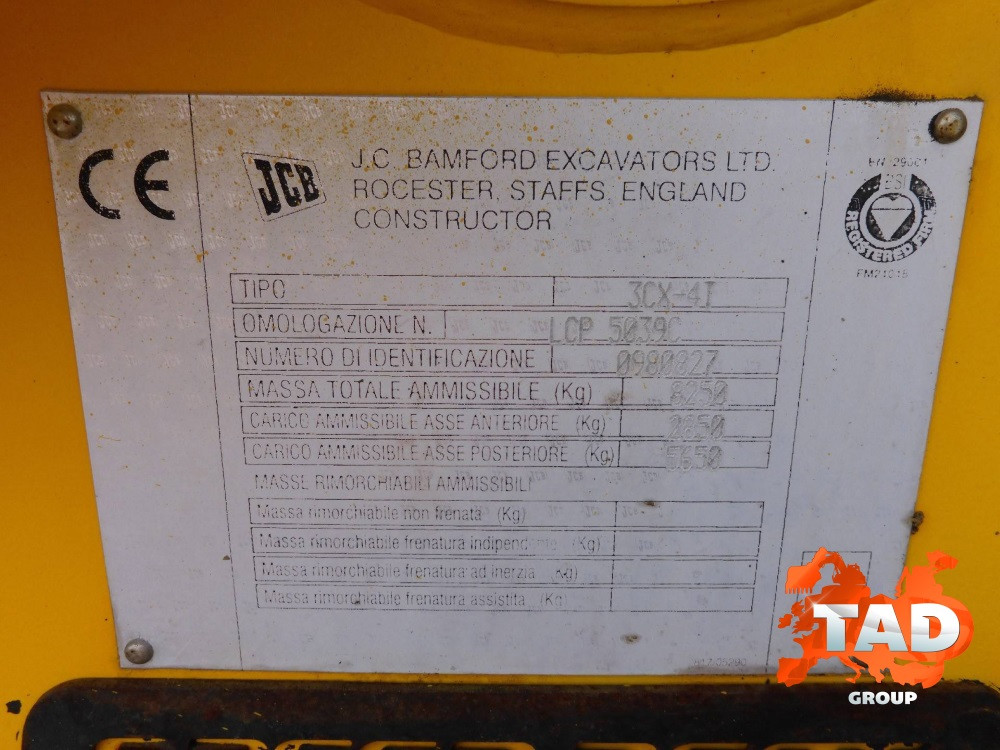 CE
JCB
J.C. BAMFORD EXCAVATORS LTD.
ROCESTER, STAFFS, ENGLAND
CONSTRUCTOR
BSI
REGISTERED FIRM
TIPO 3CX-4T
OMOLOGAZIONE N. LCP 5039C
NUMERO DI IDENTIFICAZIONE 0980827
MASSA TOTALE AMMISSIBILE (Kg) 8250
CARICO AMMISSIBILE ASSE ANTERIORE (Kg)
CARICO AMMISSIBILE ASSE POSTERIORE (Kg) 5650
MASSE RIMORCHIABILI AMMISSIBILI
Massa rimorchiabile non frenata (Kg)
Massa rimorchiabile frenatura indipendente (Kg)
Massa rimorchiabile frenatura ad inerzia (Kg)
Massa rimorchiabile frenatura assistita (Kg)
TAD
GROUP